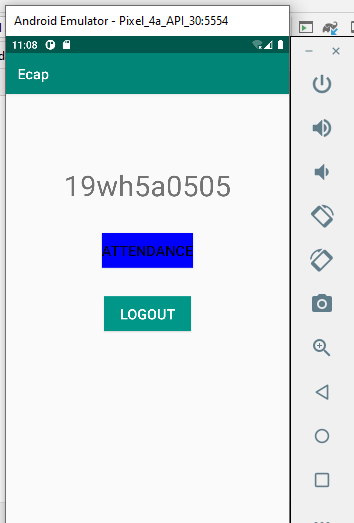 Android Emulator - Pixel_4a_API_30:5554
11:08
Ecap
19wh5a0505
ATTENDANCE
LOGOUT